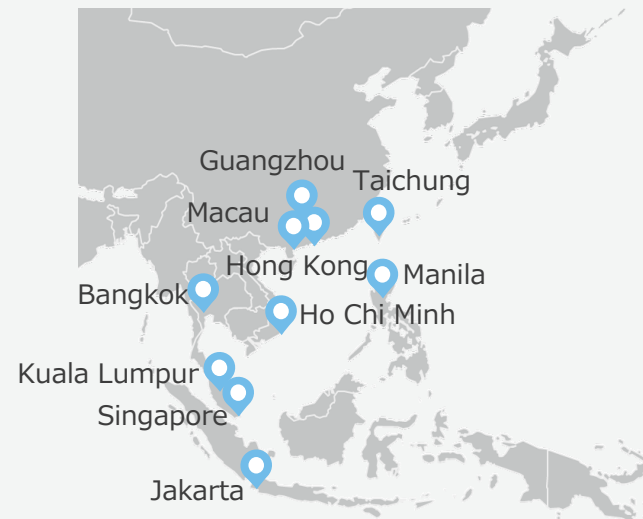 Guangzhou
Taichung
Macau
Hong Kong
Manila
Bangkok
Ho Chi Minh
Kuala Lumpur
Singapore
Jakarta